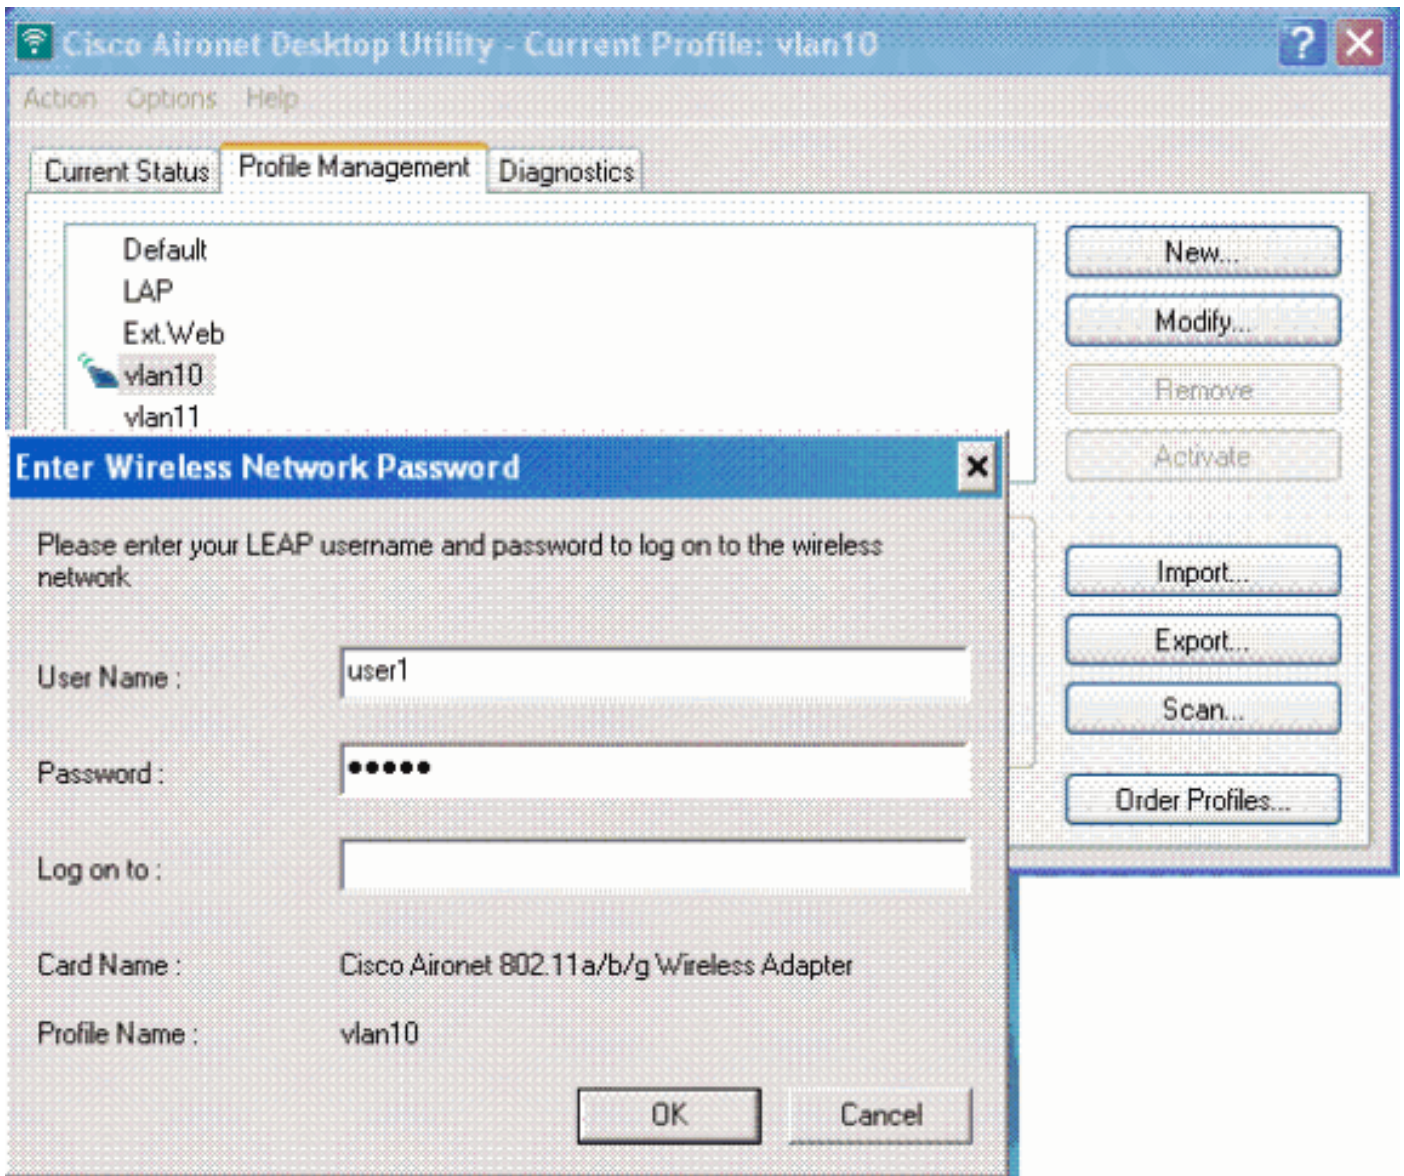 Cisco Aironet Desktop Utility - Current Profile: vlan10
Action Options Help
Current Status Profile Management Diagnostics
Default
LAP
Ext.Web
vlan10
vlan11
New...
Modify...
Remove
Activate
Import...
Export...
Scan...
Order Profiles...
Enter Wireless Network Password
Please enter your LEAP username and password to log on to the wireless
network
User Name : user1
Password : •••••
Log on to :
Card Name : Cisco Aironet 802.11a/b/g Wireless Adapter
Profile Name : vlan10
OK Cancel